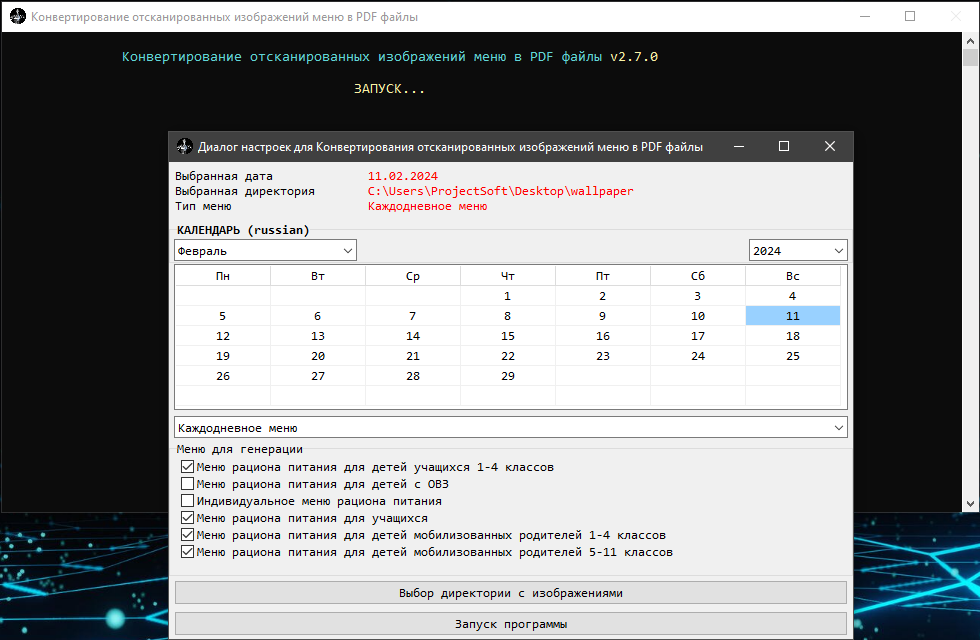 Конвертирование отсканированных изображений меню в PDF файлы
Конвертирование отсканированных изображений меню в PDF файлы v2.7.0
ЗАПУСК...
Диалог настроек для Конвертирования отсканированных изображений меню в PDF файлы
Выбранная дата 11.02.2024
Выбранная директория C:\Users\ProjectSoft\Desktop\wallpaper
Тип меню Каждодневное меню
КАЛЕНДАРЬ (russian)
Февраль 2024
Пн Вт Ср Чт Пт Сб Вс
1 2 3 4
5 6 7 8 9 10 11
12 13 14 15 16 17 18
19 20 21 22 23 24 25
26 27 28 29
Каждодневное меню
Меню для генерации
Меню рациона питания для детей учащихся 1-4 классов
Меню рациона питания для детей с ОВЗ
Индивидуальное меню рациона питания
Меню рациона питания для учащихся
Меню рациона питания для детей мобилизованных родителей 1-4 классов
Меню рациона питания для детей мобилизованных родителей 5-11 классов
Выбор директории с изображениями
Запуск программы